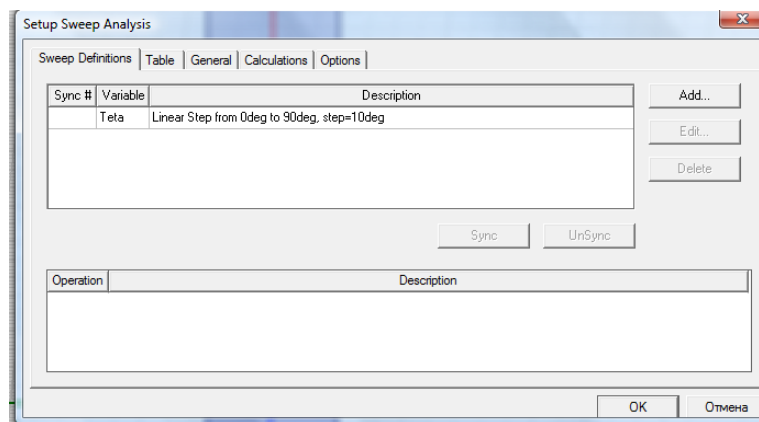 Setup Sweep Analysis
Sweep Definitions Table General Calculations Options
Sync # Variable Description
Teta Linear Step from 0deg to 90deg, step=10deg
Add...
Edit...
Delete
Sync UnSync
Operation Description
OK Отмена